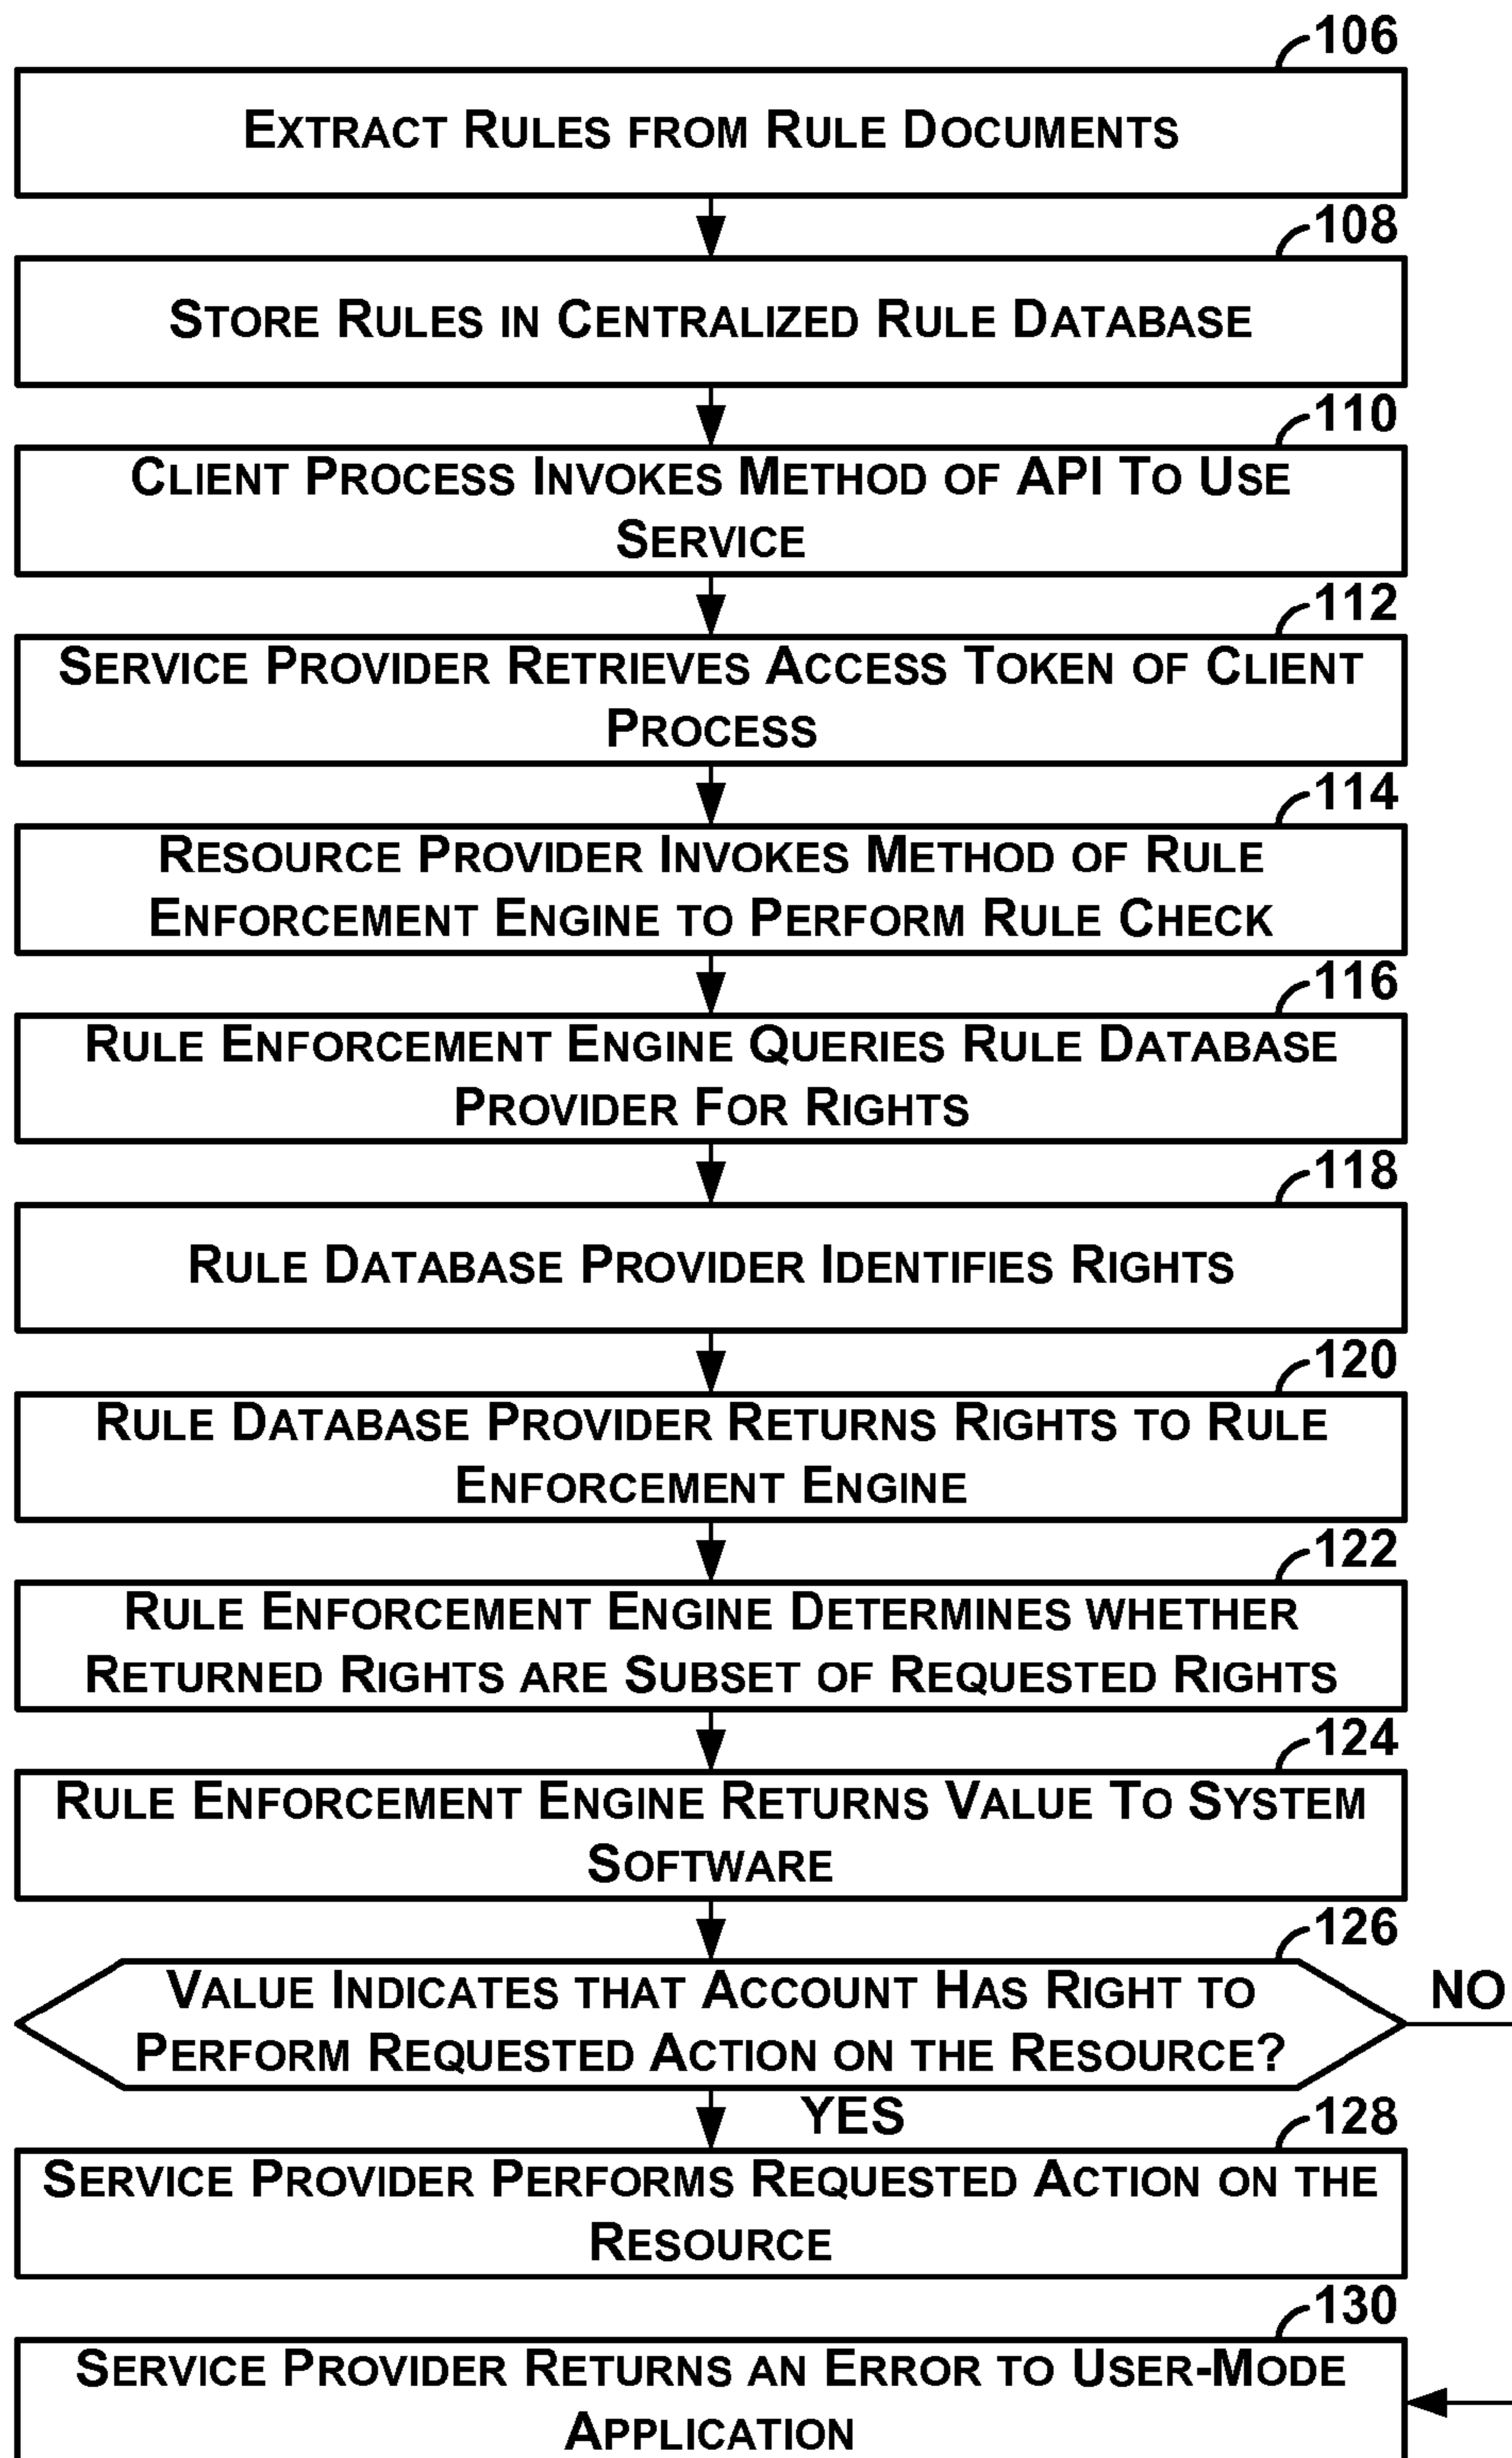 106
EXTRACT RULES FROM RULE DOCUMENTS
108
STORE RULES IN CENTRALIZED RULE DATABASE
110
CLIENT PROCESS INVOKES METHOD OF API TO USE
SERVICE
112
SERVICE PROVIDER RETRIEVES ACCESS TOKEN OF CLIENT
PROCESS
114
RESOURCE PROVIDER INVOKES METHOD OF RULE
ENFORCEMENT ENGINE TO PERFORM RULE CHECK
116
RULE ENFORCEMENT ENGINE QUERIES RULE DATABASE
PROVIDER FOR RIGHTS
118
RULE DATABASE PROVIDER IDENTIFIES RIGHTS
120
RULE DATABASE PROVIDER RETURNS RIGHTS TO RULE
ENFORCEMENT ENGINE
122
RULE ENFORCEMENT ENGINE DETERMINES WHETHER
RETURNED RIGHTS ARE SUBSET OF REQUESTED RIGHTS
124
RULE ENFORCEMENT ENGINE RETURNS VALUE TO SYSTEM
SOFTWARE
126
VALUE INDICATES THAT ACCOUNT HAS RIGHT TO
PERFORM REQUESTED ACTION ON THE RESOURCE?
NO
YES
128
SERVICE PROVIDER PERFORMS REQUESTED ACTION ON THE
RESOURCE
130
SERVICE PROVIDER RETURNS AN ERROR TO USER-MODE
APPLICATION